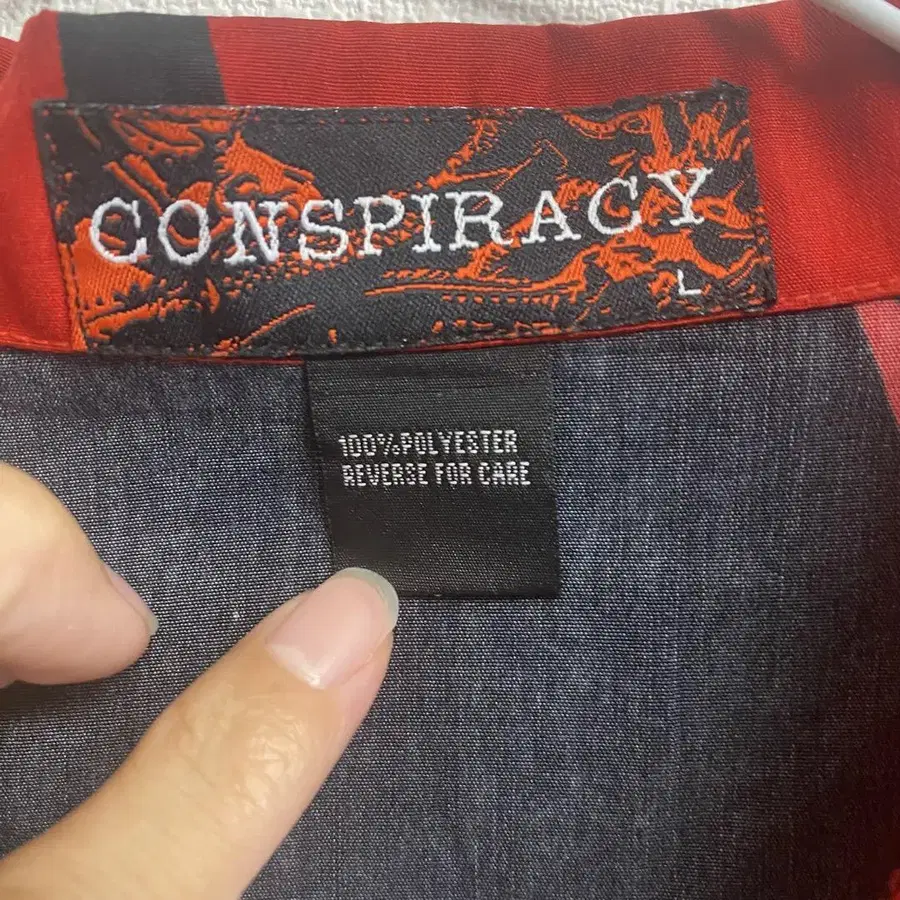 CONSPIRACY
L
100%POLYESTER
REVERSE FOR CARE